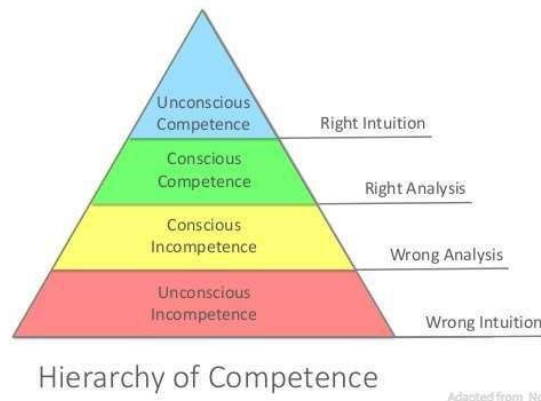 Unconscious
Competence
Right Intuition
Conscious
Competence
Right Analysis
Conscious
Incompetence
Wrong Analysis
Unconscious
Incompetence
Wrong Intuition
Hierarchy of Competence
Adapted from